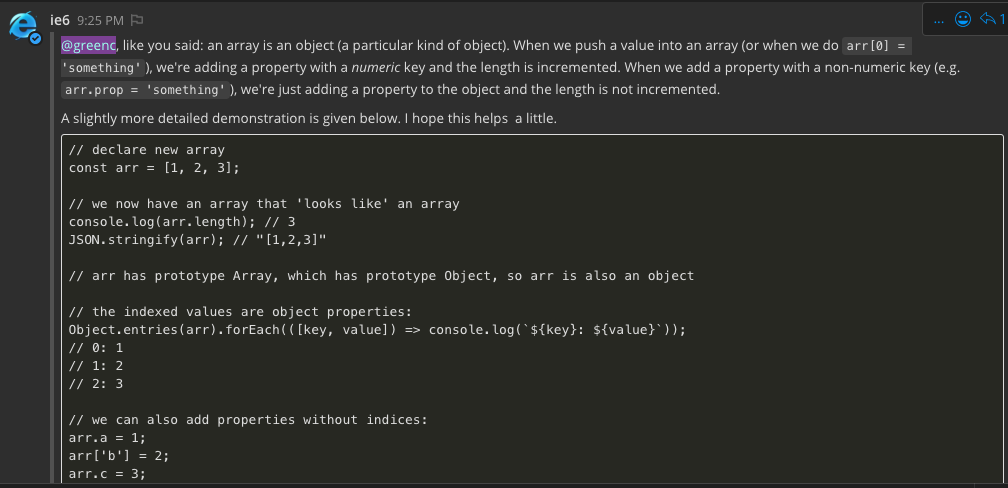 ie6 9:25 PM
... 1
@greenc, like you said: an array is an object (a particular kind of object). When we push a value into an array (or when we do arr[0] =
'something'), we're adding a property with a numeric key and the length is incremented. When we add a property with a non-numeric key (e.g.
arr.prop = 'something'), we're just adding a property to the object and the length is not incremented.
A slightly more detailed demonstration is given below. I hope this helps  a little.
// declare new array
const arr = [1, 2, 3];
// we now have an array that 'looks like' an array
console.log(arr.length); // 3
JSON.stringify(arr); // "[1,2,3]"
// arr has prototype Array, which has prototype Object, so arr is also an object
// the indexed values are object properties:
Object.entries(arr).forEach(([key, value]) => console.log(`${key}: ${value}`));
// 0: 1
// 1: 2
// 2: 3
// we can also add properties without indices:
arr.a = 1;
arr['b'] = 2;
arr.c = 3;